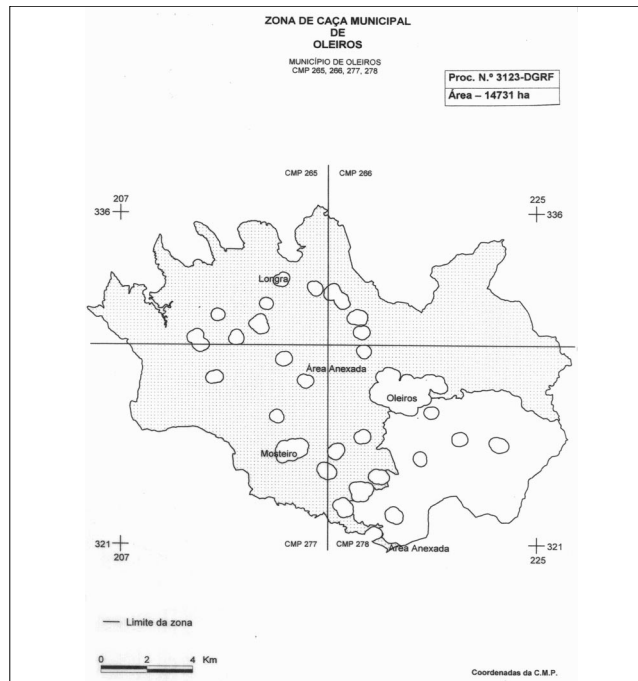 ZONA DE CAÇA MUNICIPAL
DE
OLEIROS
MUNICÍPIO DE OLEIROS
CMP 265, 266, 277, 278
Proc. N.º 3123-DGRF
Área – 14731 ha
CMP 265
CMP 266
207
336
225
336
Longra
Área Anexada
Oleiros
Mosteiro
321
207
CMP 277
CMP 278
Área Anexada
321
225
Limite da zona
0 2 4 Km
Coordenadas da C.M.P.